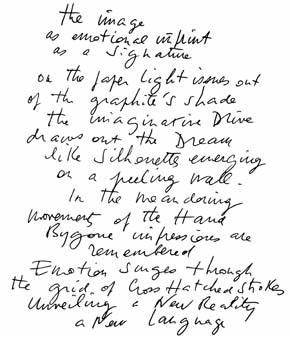 the image
as emotional imprint
as a signature
on the paper light issues out
of the graphite's shade
the imaginative Drive
draws out the Dream
like silhouette emerging
on a peeling wall.
In the meandering
movement of the Hand
Bygone impressions are
remembered
Emotion surges through
the grid of Cross Hatched strokes
Unveiling a New Reality
a New Language